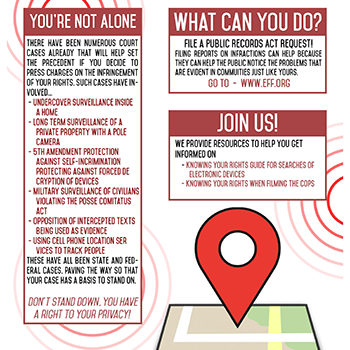 YOU'RE NOT ALONE
THERE HAVE BEEN NUMEROUS COURT
CASES ALREADY THAT WILL HELP SET
THE PRECEDENT IF YOU DECIDE TO
PRESS CHARGES ON THE INFRINGEMENT
OF YOUR RIGHTS. SUCH CASES HAVE IN-
VOLVED...
- UNDERCOVER SURVEILLANCE INSIDE
A HOME
- LONG TERM SURVEILLANCE OF A
PRIVATE PROPERTY WITH A POLE
CAMERA
- 5TH AMENDMENT PROTECTION
AGAINST SELF-INCRIMINATION
PROTECTING AGAINST FORCED DE
CRYPTION OF DEVICES
- MILITARY SURVEILLANCE OF CIVILIANS
VIOLATING THE POSSE COMITATUS
ACT
- OPPOSITION OF INTERCEPTED TEXTS
BEING USED AS EVIDENCE
- USING CELL PHONE LOCATION SER
VICES TO TRACK PEOPLE
THESE HAVE ALL BEEN STATE AND FED-
ERAL CASES, PAVING THE WAY SO THAT
YOUR CASE HAS A BASIS TO STAND ON.
DON'T STAND DOWN, YOU HAVE
A RIGHT TO YOUR PRIVACY!
WHAT CAN YOU DO?
FILE A PUBLIC RECORDS ACT REQUEST!
FILING REPORTS ON INFRACTIONS CAN HELP BECAUSE
THEY CAN HELP THE PUBLIC NOTICE THE PROBLEMS THAT
ARE EVIDENT IN COMMUITIES JUST LIKE YOURS.
GO TO - WWW.EFF.ORG
JOIN US!
WE PROVIDE RESOURCES TO HELP YOU GET
INFORMED ON
- KNOWING YOUR RIGHTS GUIDE FOR SEARCHES OF
ELECTRONIC DEVICES
- KNOWING YOUR RIGHTS WHEN FILMING THE COPS